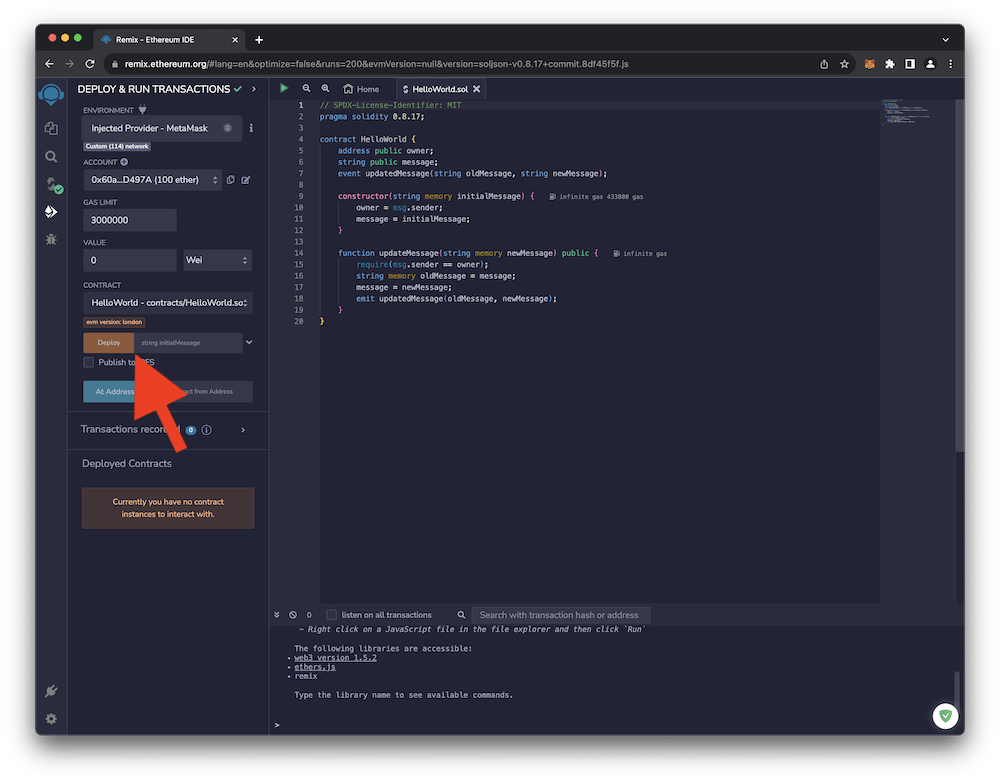 Remix - Ethereum IDE
remix.ethereum.org/#lang=en&optimize=false&runs=200&evmVersion=null&version=soljson-v0.8.17+commit.8df45f5f.js
DEPLOY & RUN TRANSACTIONS
ENVIRONMENT
Injected Provider - MetaMask
Custom (114) network
ACCOUNT
0x60a...D497A (100 ether)
GAS LIMIT
3000000
VALUE
0
Wei
CONTRACT
HelloWorld - contracts/HelloWorld.so
evm version: london
Deploy
string initialMessage
Publish to
At Address
from Address
Transactions
0
Deployed Contracts
Currently you have no contract
instances to interact with.
Home
HelloWorld.sol
1 // SPDX-License-Identifier: MIT
2 pragma solidity 0.8.17;
3
4 contract HelloWorld {
5 address public owner;
6 string public message;
7 event updatedMessage(string oldMessage, string newMessage);
8
9 constructor(string memory initialMessage) { infinite gas 433800 gas
10 owner = msg.sender;
11 message = initialMessage;
12 }
13
14 function updateMessage(string memory newMessage) public { infinite gas
15 require(msg.sender == owner);
16 string memory oldMessage = message;
17 message = newMessage;
18 emit updatedMessage(oldMessage, newMessage);
19 }
20 }
0
listen on all transactions
Search with transaction hash or address
- Right click on a JavaScript file in the file explorer and then click `Run`
The following libraries are accessible:
• web3 version 1.5.2
• ethers.js
• remix
Type the library name to see available commands.
>